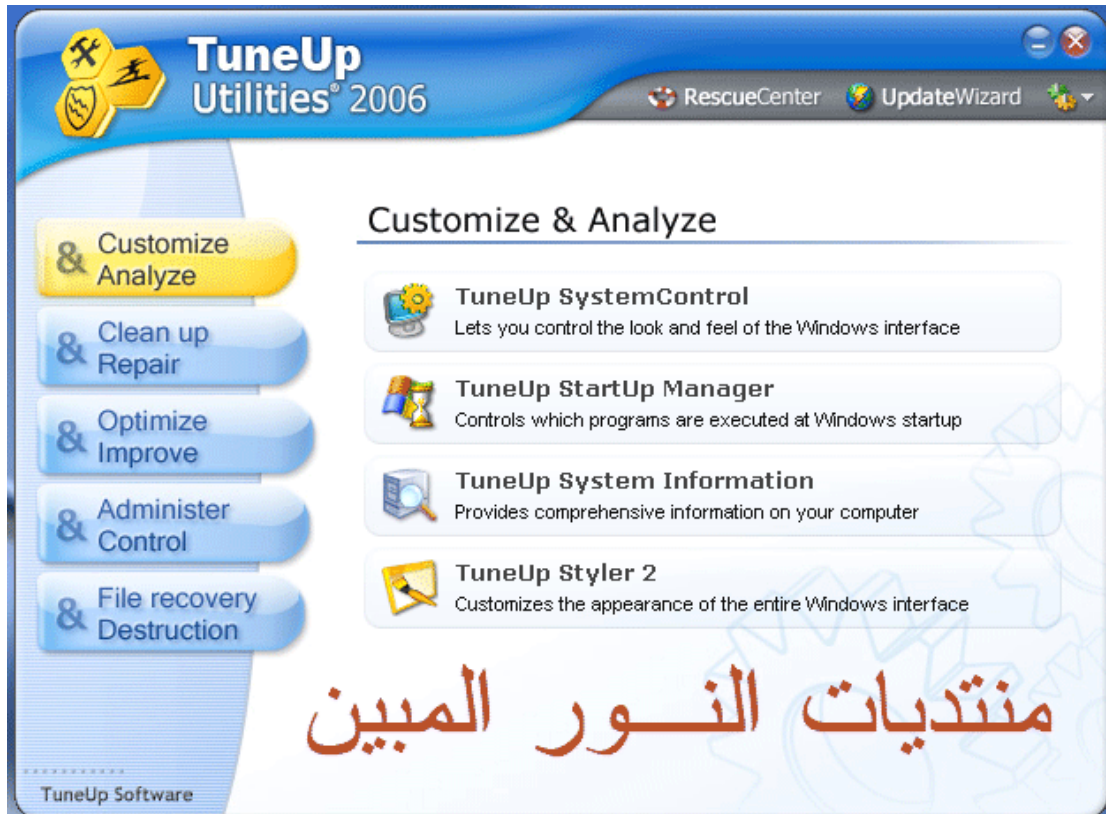 TuneUp
Utilities® 2006
RescueCenter
UpdateWizard
Customize & Analyze
& Customize
Analyze
& Clean up
Repair
& Optimize
Improve
& Administer
Control
& File recovery
Destruction
TuneUp SystemControl
Lets you control the look and feel of the Windows interface
TuneUp StartUp Manager
Controls which programs are executed at Windows startup
TuneUp System Information
Provides comprehensive information on your computer
TuneUp Styler 2
Customizes the appearance of the entire Windows interface
منتديات النـــور المبين
TuneUp Software